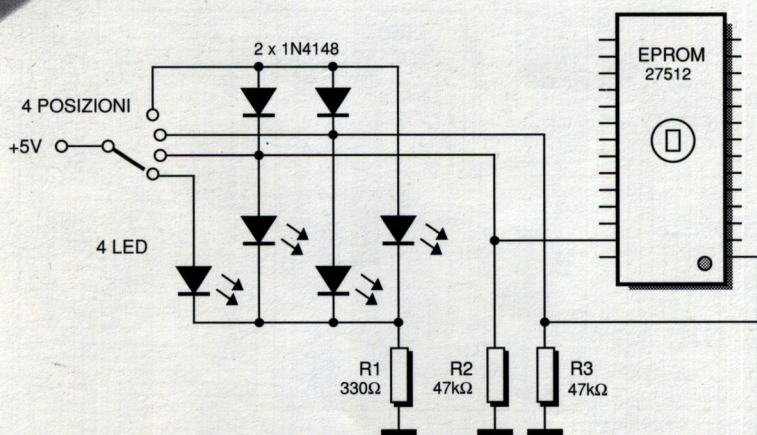 2 x 1N4148
EPROM
27512
4 POSIZIONI
+5V
4 LED
R1
330Ω
R2
47kΩ
R3
47kΩ